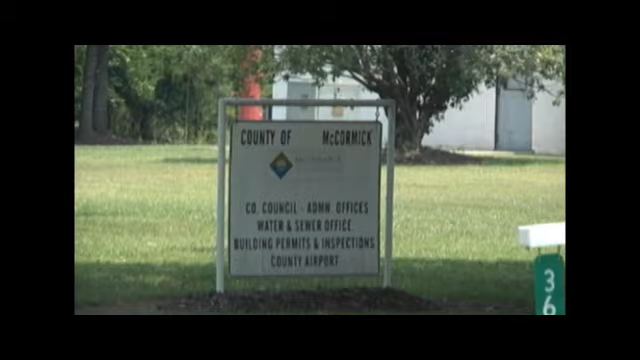 COUNTY OF McCORMICK
CO. COUNCIL - ADMN. OFFICES
WATER & SEWER OFFICE
BUILDING PERMITS & INSPECTIONS
COUNTY AIRPORT
36